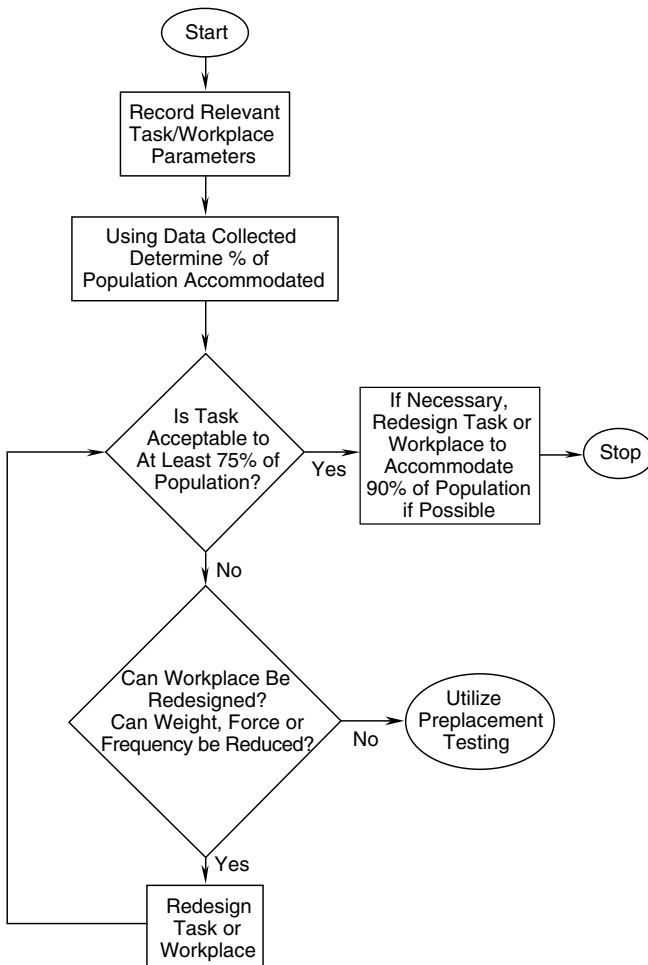 Start
Record Relevant
Task/Workplace
Parameters
Using Data Collected
Determine % of
Population Accommodated
Is Task
Acceptable to
At Least 75% of
Population?
Yes
If Necessary,
Redesign Task or
Workplace to
Accommodate
90% of Population
if Possible
Stop
No
Can Workplace Be
Redesigned?
Can Weight, Force or
Frequency be Reduced?
No
Utilize
Preplacement
Testing
Yes
Redesign
Task or
Workplace